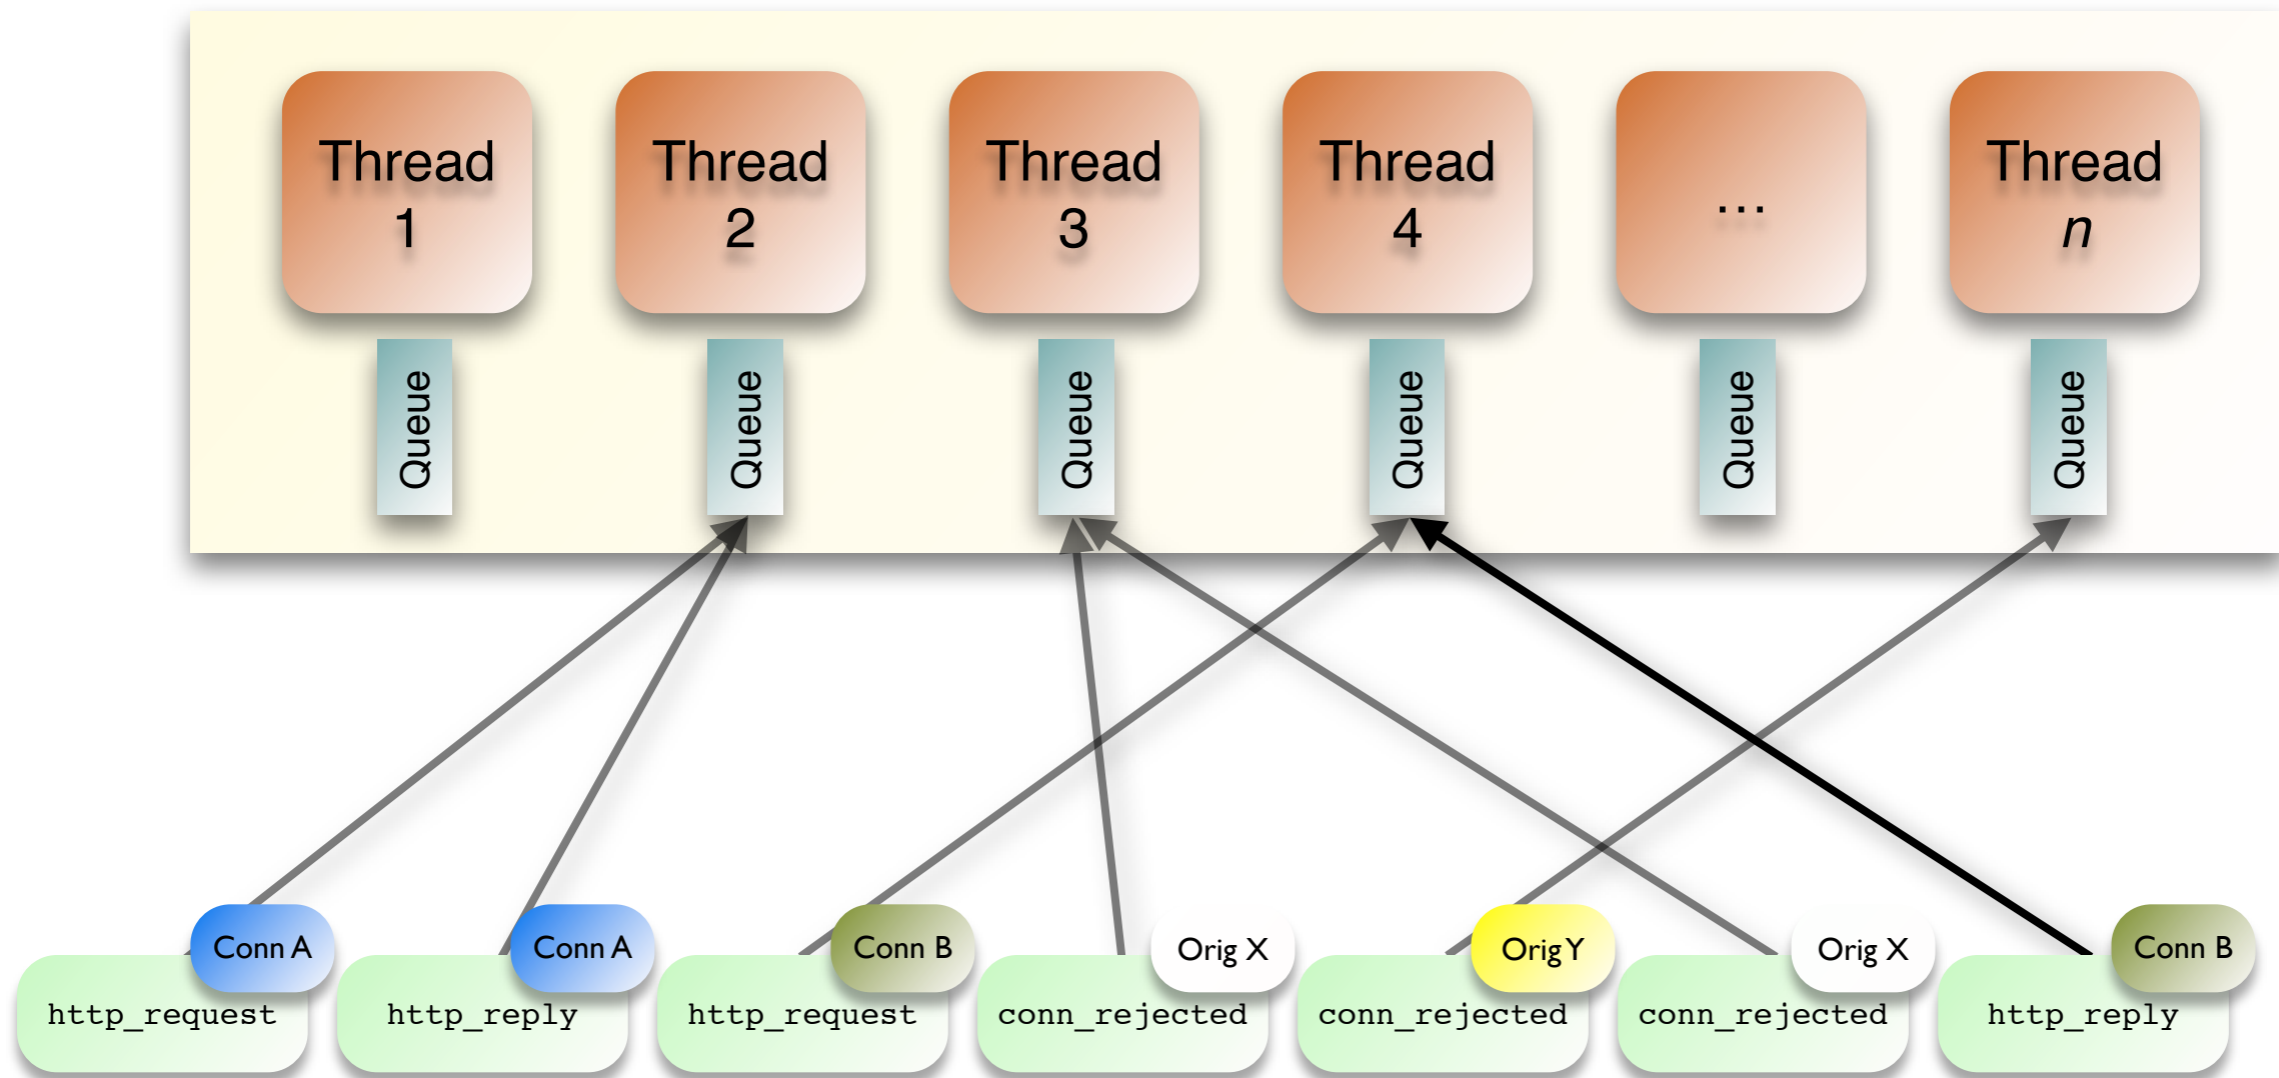 Thread
1
Thread
2
Thread
3
Thread
4
...
Thread
n
Queue
Queue
Queue
Queue
Queue
Queue
Conn A
http_request
Conn A
http_reply
Conn B
http_request
Orig X
conn_rejected
Orig Y
conn_rejected
Orig X
conn_rejected
Conn B
http_reply